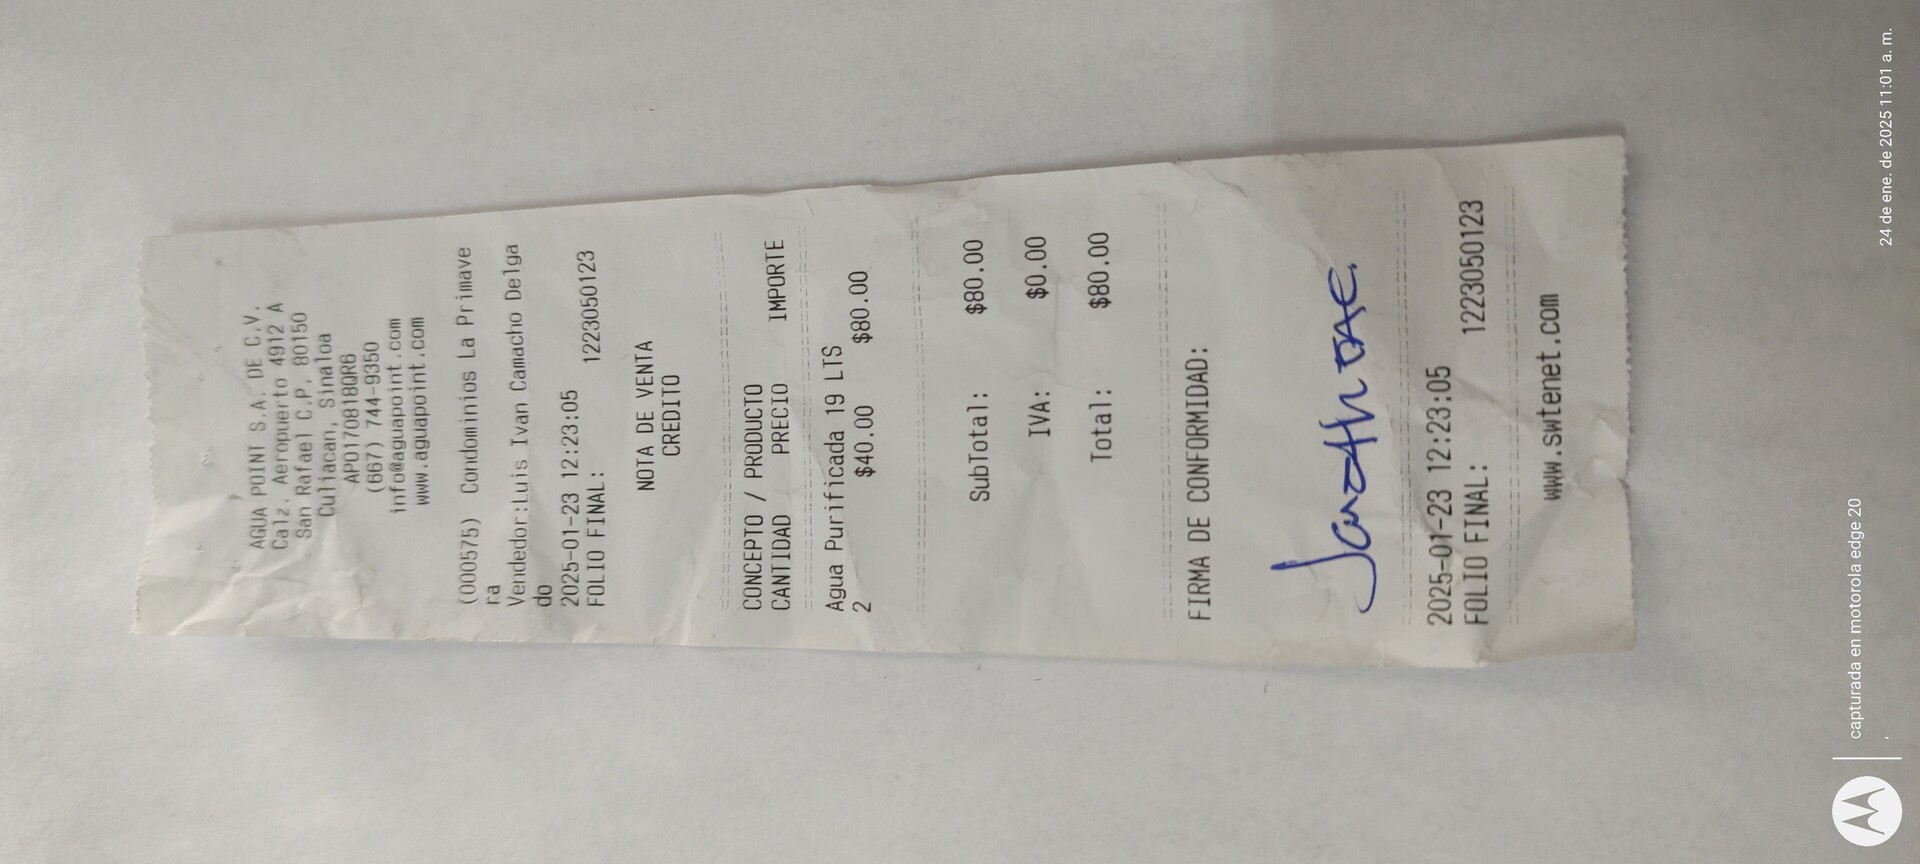 AGUA POINT S.A. DE C.V.
Calz. Aeropuerto 4912 A
San Rafael C.P. 80150
Culiacan, Sinaloa
APO170818QR6
(667) 744-9350
info@aguapoint.com
www.aguapoint.com
(000575) Condominios La Primave
ra
Vendedor:Luis Ivan Camacho Delga
do
2025-01-23 12:23:05
FOLIO FINAL: 1223050123
NOTA DE VENTA
CREDITO
CONCEPTO / PRODUCTO
CANTIDAD PRECIO IMPORTE
Agua Purificada 19 LTS
2 $40.00 $80.00
SubTotal: $80.00
IVA: $0.00
Total: $80.00
FIRMA DE CONFORMIDAD:
2025-01-23 12:23:05
FOLIO FINAL: 1223050123
www.swtenet.com
capturada en motorola edge 20
24 de ene. de 2025 11:01 a. m.